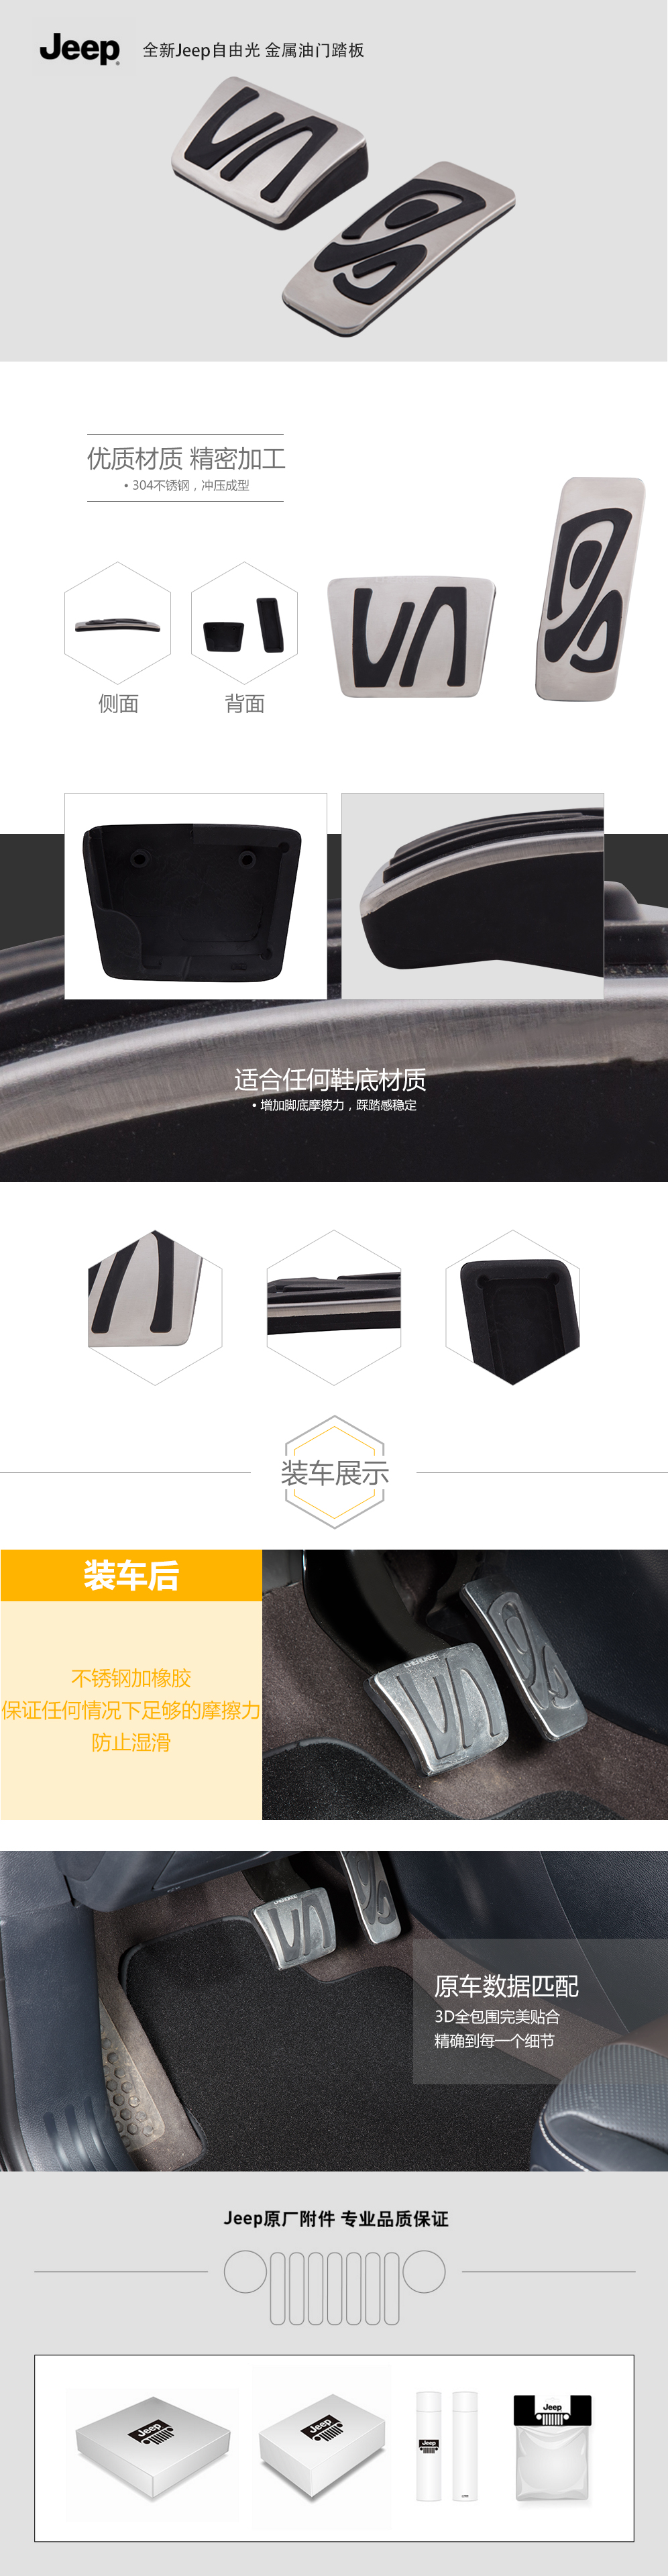 Jeep 全新Jeep自由光 金属油门踏板
优质材质 精密加工
• 304不锈钢，冲压成型
侧面 背面
适合任何鞋底材质
• 增加脚底摩擦力，踩踏感稳定
装车展示
装车后
不锈钢加橡胶
保证任何情况下足够的摩擦力
防止湿滑
CHEROKEE
CHEROKEE
原车数据匹配
3D全包围完美贴合
精确到每一个细节
Jeep原厂附件 专业品质保证
Jeep Jeep Jeep Jeep